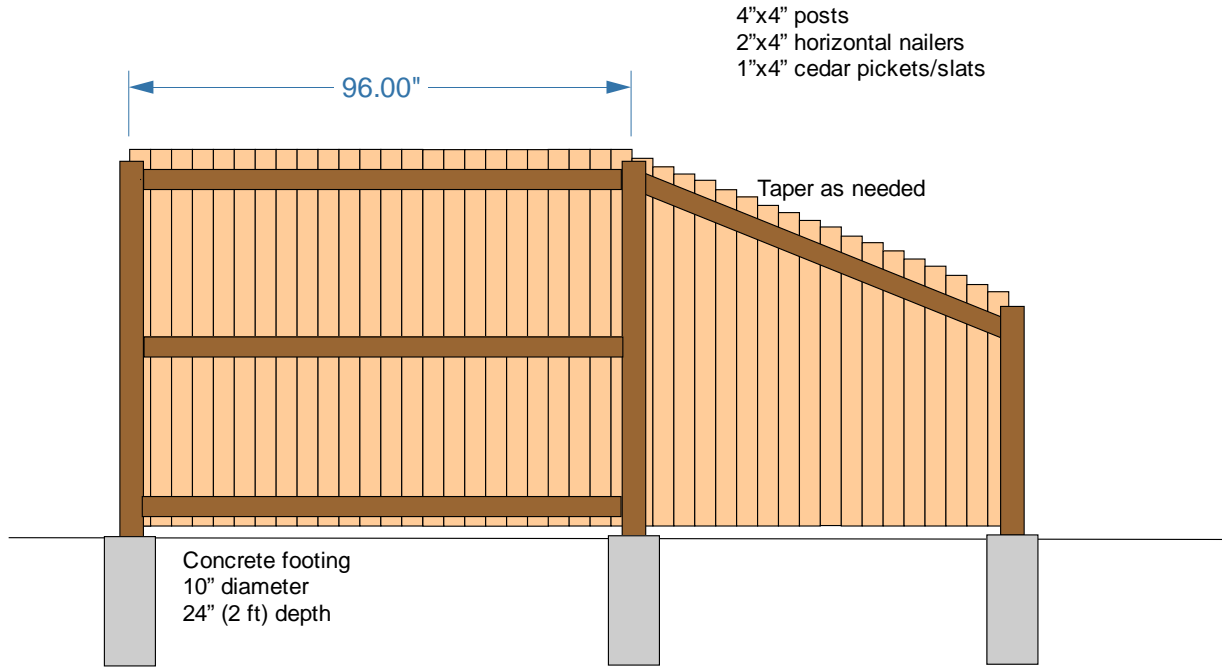 4”x4” posts
2”x4” horizontal nailers
1”x4” cedar pickets/slats
96.00"
Taper as needed
Concrete footing
10” diameter
24” (2 ft) depth